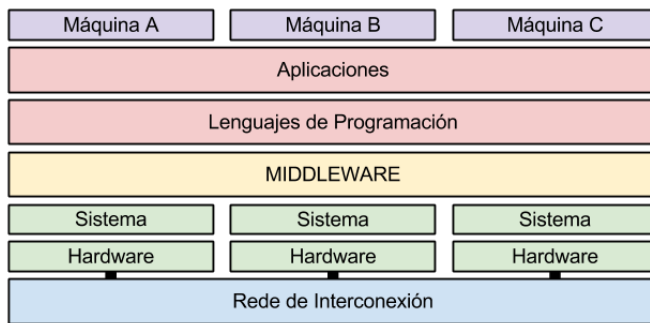 Máquina A Máquina B Máquina C
Aplicaciones
Lenguajes de Programación
MIDDLEWARE
Sistema Sistema Sistema
Hardware Hardware Hardware
Rede de Interconexión